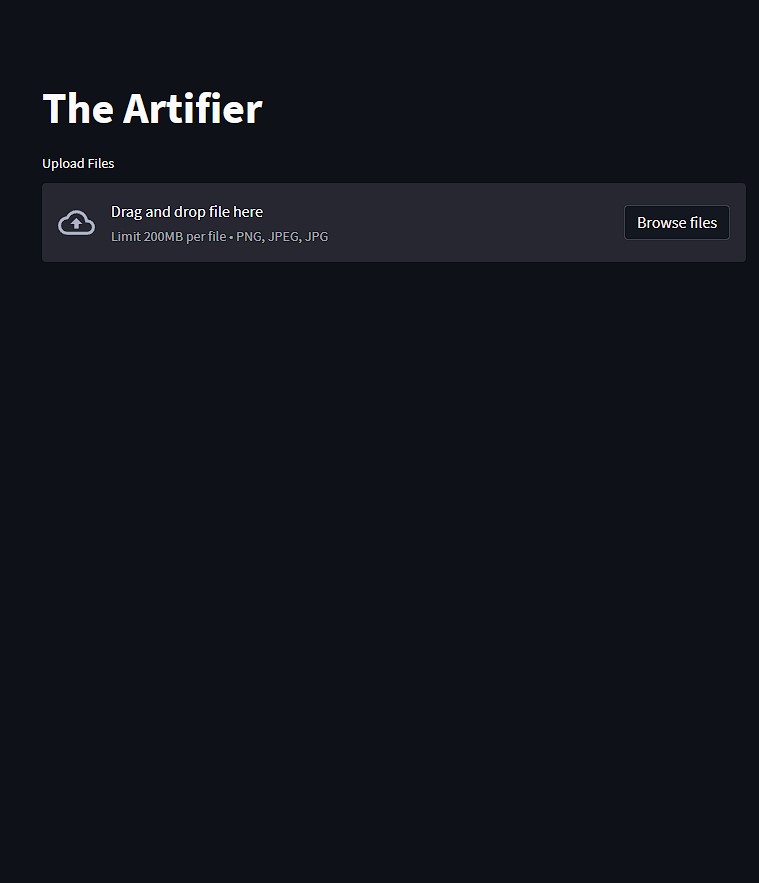 The Artifier
Upload Files
Drag and drop file here
Limit 200MB per file • PNG, JPEG, JPG
Browse files